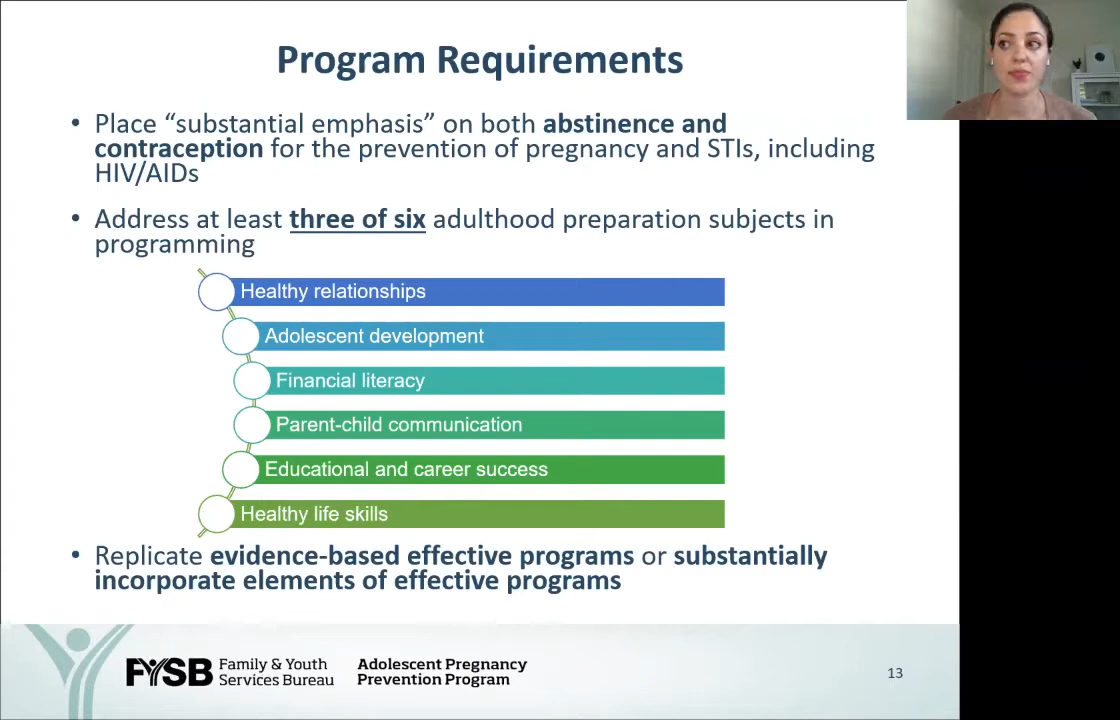 Program Requirements
• Place “substantial emphasis” on both abstinence and
contraception for the prevention of pregnancy and STIs, including
HIV/AIDs
• Address at least three of six adulthood preparation subjects in
programming
Healthy relationships
Adolescent development
Financial literacy
Parent-child communication
Educational and career success
Healthy life skills
• Replicate evidence-based effective programs or substantially
incorporate elements of effective programs
FYSB
Family & Youth
Services Bureau
Adolescent Pregnancy
Prevention Program
13